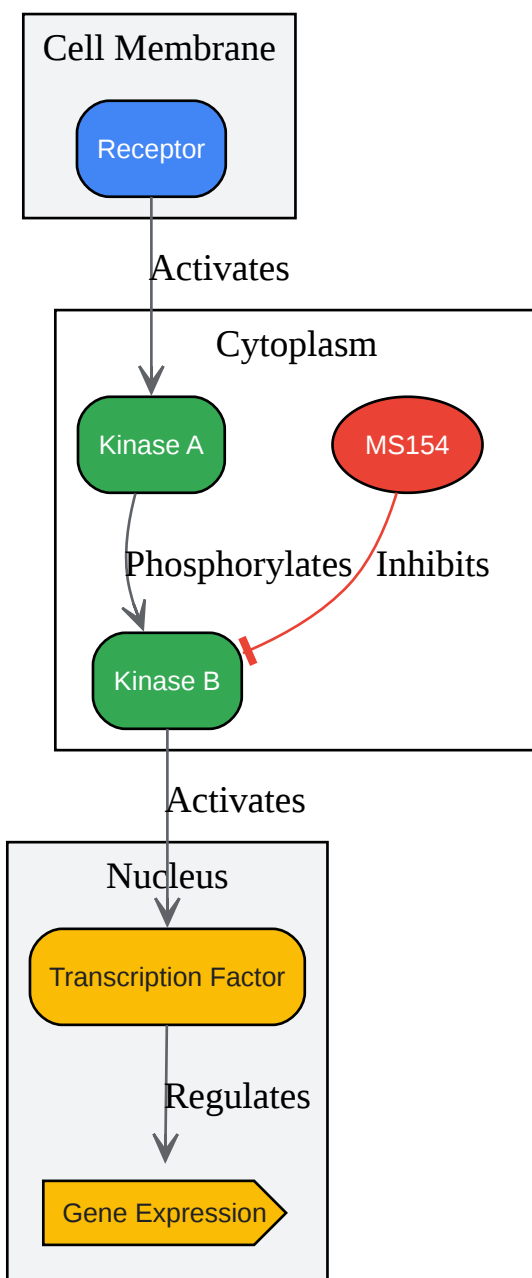 Cell Membrane
Receptor
Activates
Cytoplasm
Kinase A
MS154
Phosphorylates
Inhibits
Kinase B
Activates
Nucleus
Transcription Factor
Regulates
Gene Expression